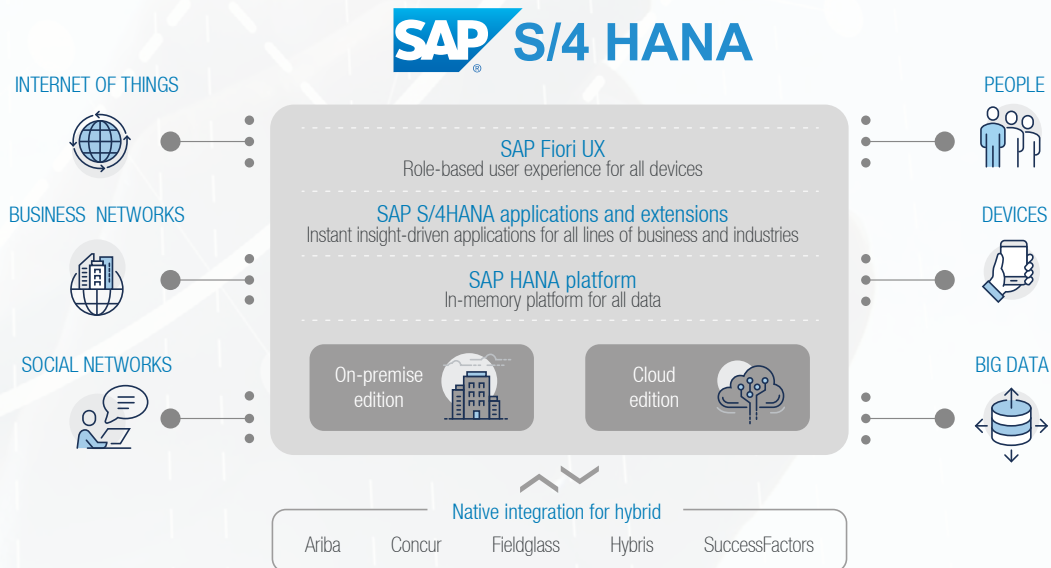 SAP ® S/4 HANA
INTERNET OF THINGS
BUSINESS NETWORKS
SOCIAL NETWORKS
SAP Fiori UX
Role-based user experience for all devices
SAP S/4HANA applications and extensions
Instant insight-driven applications for all lines of business and industries
SAP HANA platform
In-memory platform for all data
On-premise
edition
Cloud
edition
PEOPLE
DEVICES
BIG DATA
Native integration for hybrid
Ariba Concur Fieldglass Hybris SuccessFactors